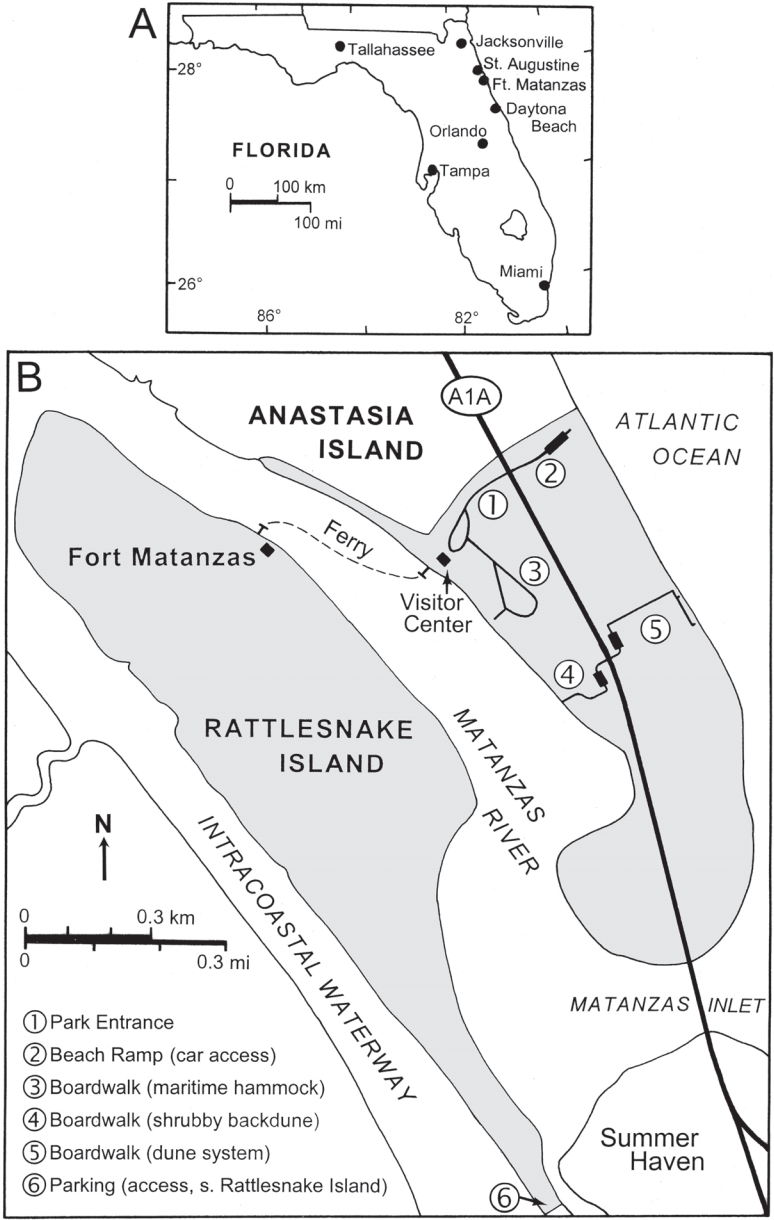 A
Tallahassee
Jacksonville
St. Augustine
Ft. Matanzas
Daytona
Beach
Orlando
Tampa
Miami
FLORIDA
0 100 km
100 mi
28°
26°
86° 82°
B
A1A
ANASTASIA
ISLAND
ATLANTIC
OCEAN
2
1
Ferry
Fort Matanzas
3
Visitor
Center
5
4
RATTLESNAKE
ISLAND
MATANZAS
RIVER
N
INTRACOASTAL WATERWAY
0 0.3 km
0 0.3 mi
MATANZAS INLET
1 Park Entrance
2 Beach Ramp (car access)
3 Boardwalk (maritime hammock)
4 Boardwalk (shrubby backdune)
5 Boardwalk (dune system)
6 Parking (access, s. Rattlesnake Island)
Summer
Haven
6